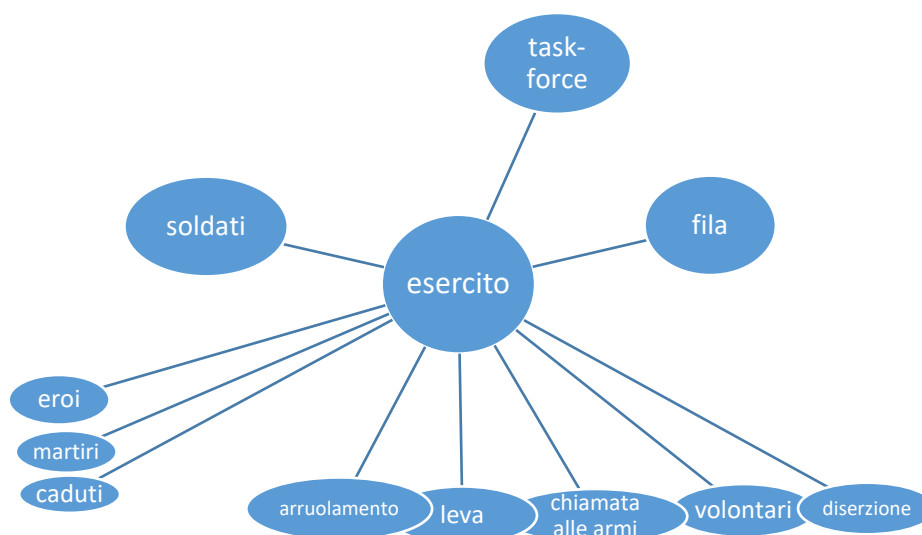 task-
force
soldati
fila
esercito
eroi
martiri
caduti
arruolamento
leva
chiamata
alle armi
volontari
diserzione